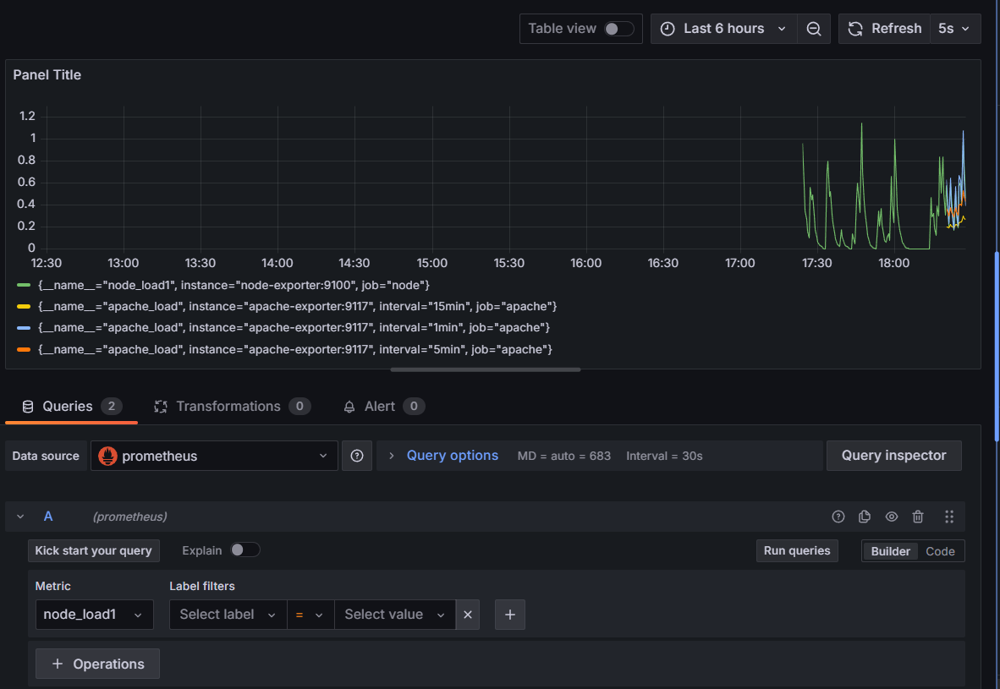 Table view Last 6 hours Refresh 5s
Panel Title
1.2
1
0.8
0.6
0.4
0.2
0
12:30 13:00 13:30 14:00 14:30 15:00 15:30 16:00 16:30 17:00 17:30 18:00
{__name__="node_load1", instance="node-exporter:9100", job="node"}
{__name__="apache_load", instance="apache-exporter:9117", interval="15min", job="apache"}
{__name__="apache_load", instance="apache-exporter:9117", interval="1min", job="apache"}
{__name__="apache_load", instance="apache-exporter:9117", interval="5min", job="apache"}
Queries 2 Transformations 0 Alert 0
Data source prometheus Query options MD = auto = 683 Interval = 30s Query inspector
A (prometheus)
Kick start your query Explain Run queries Builder Code
Metric Label filters
node_load1 Select label = Select value
+ Operations